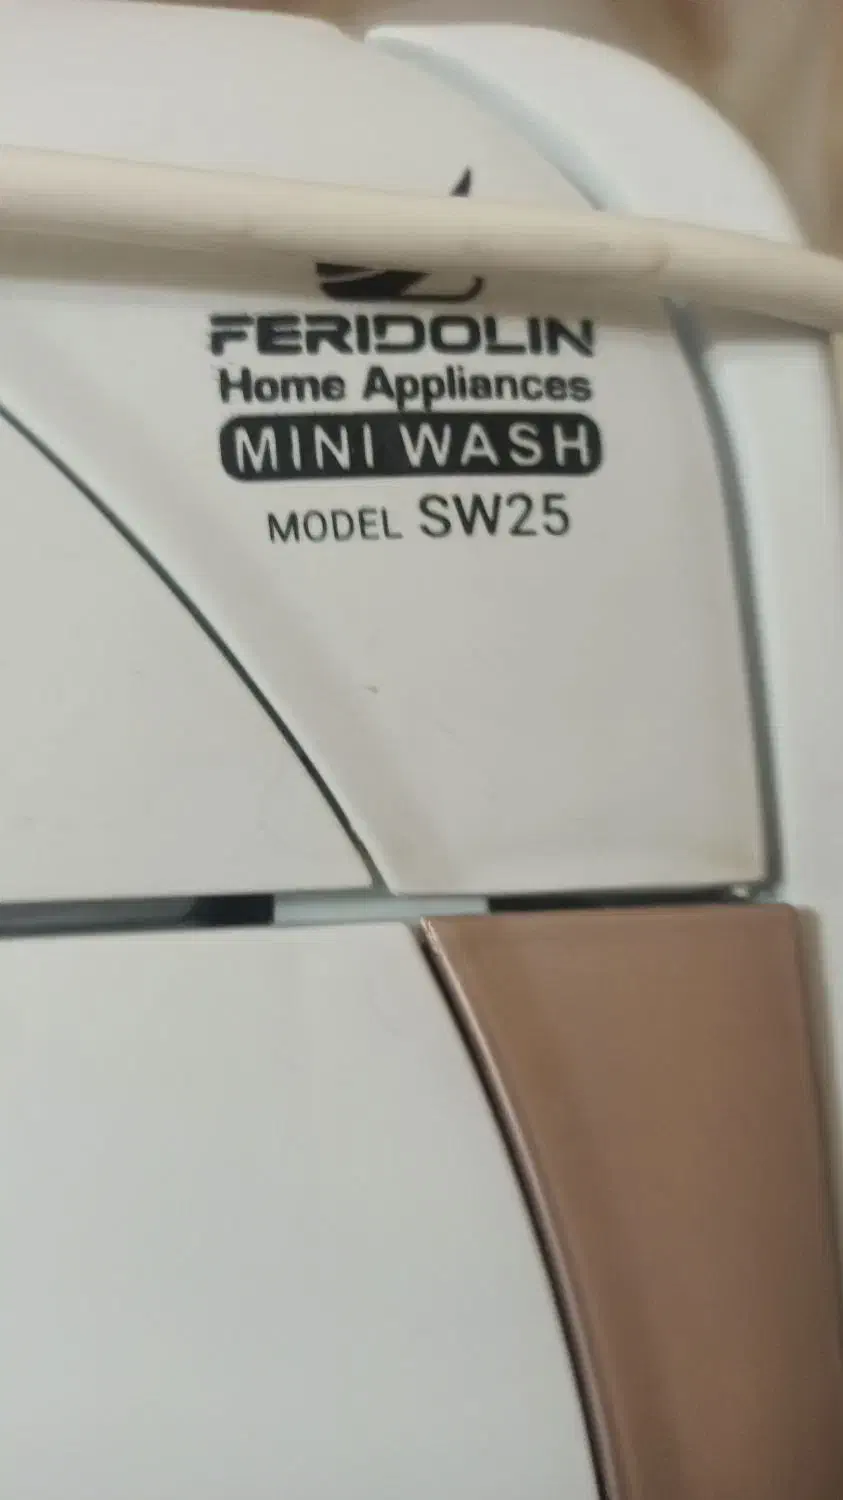 FERIDOLIN
Home Appliances
MINI WASH
MODEL SW25